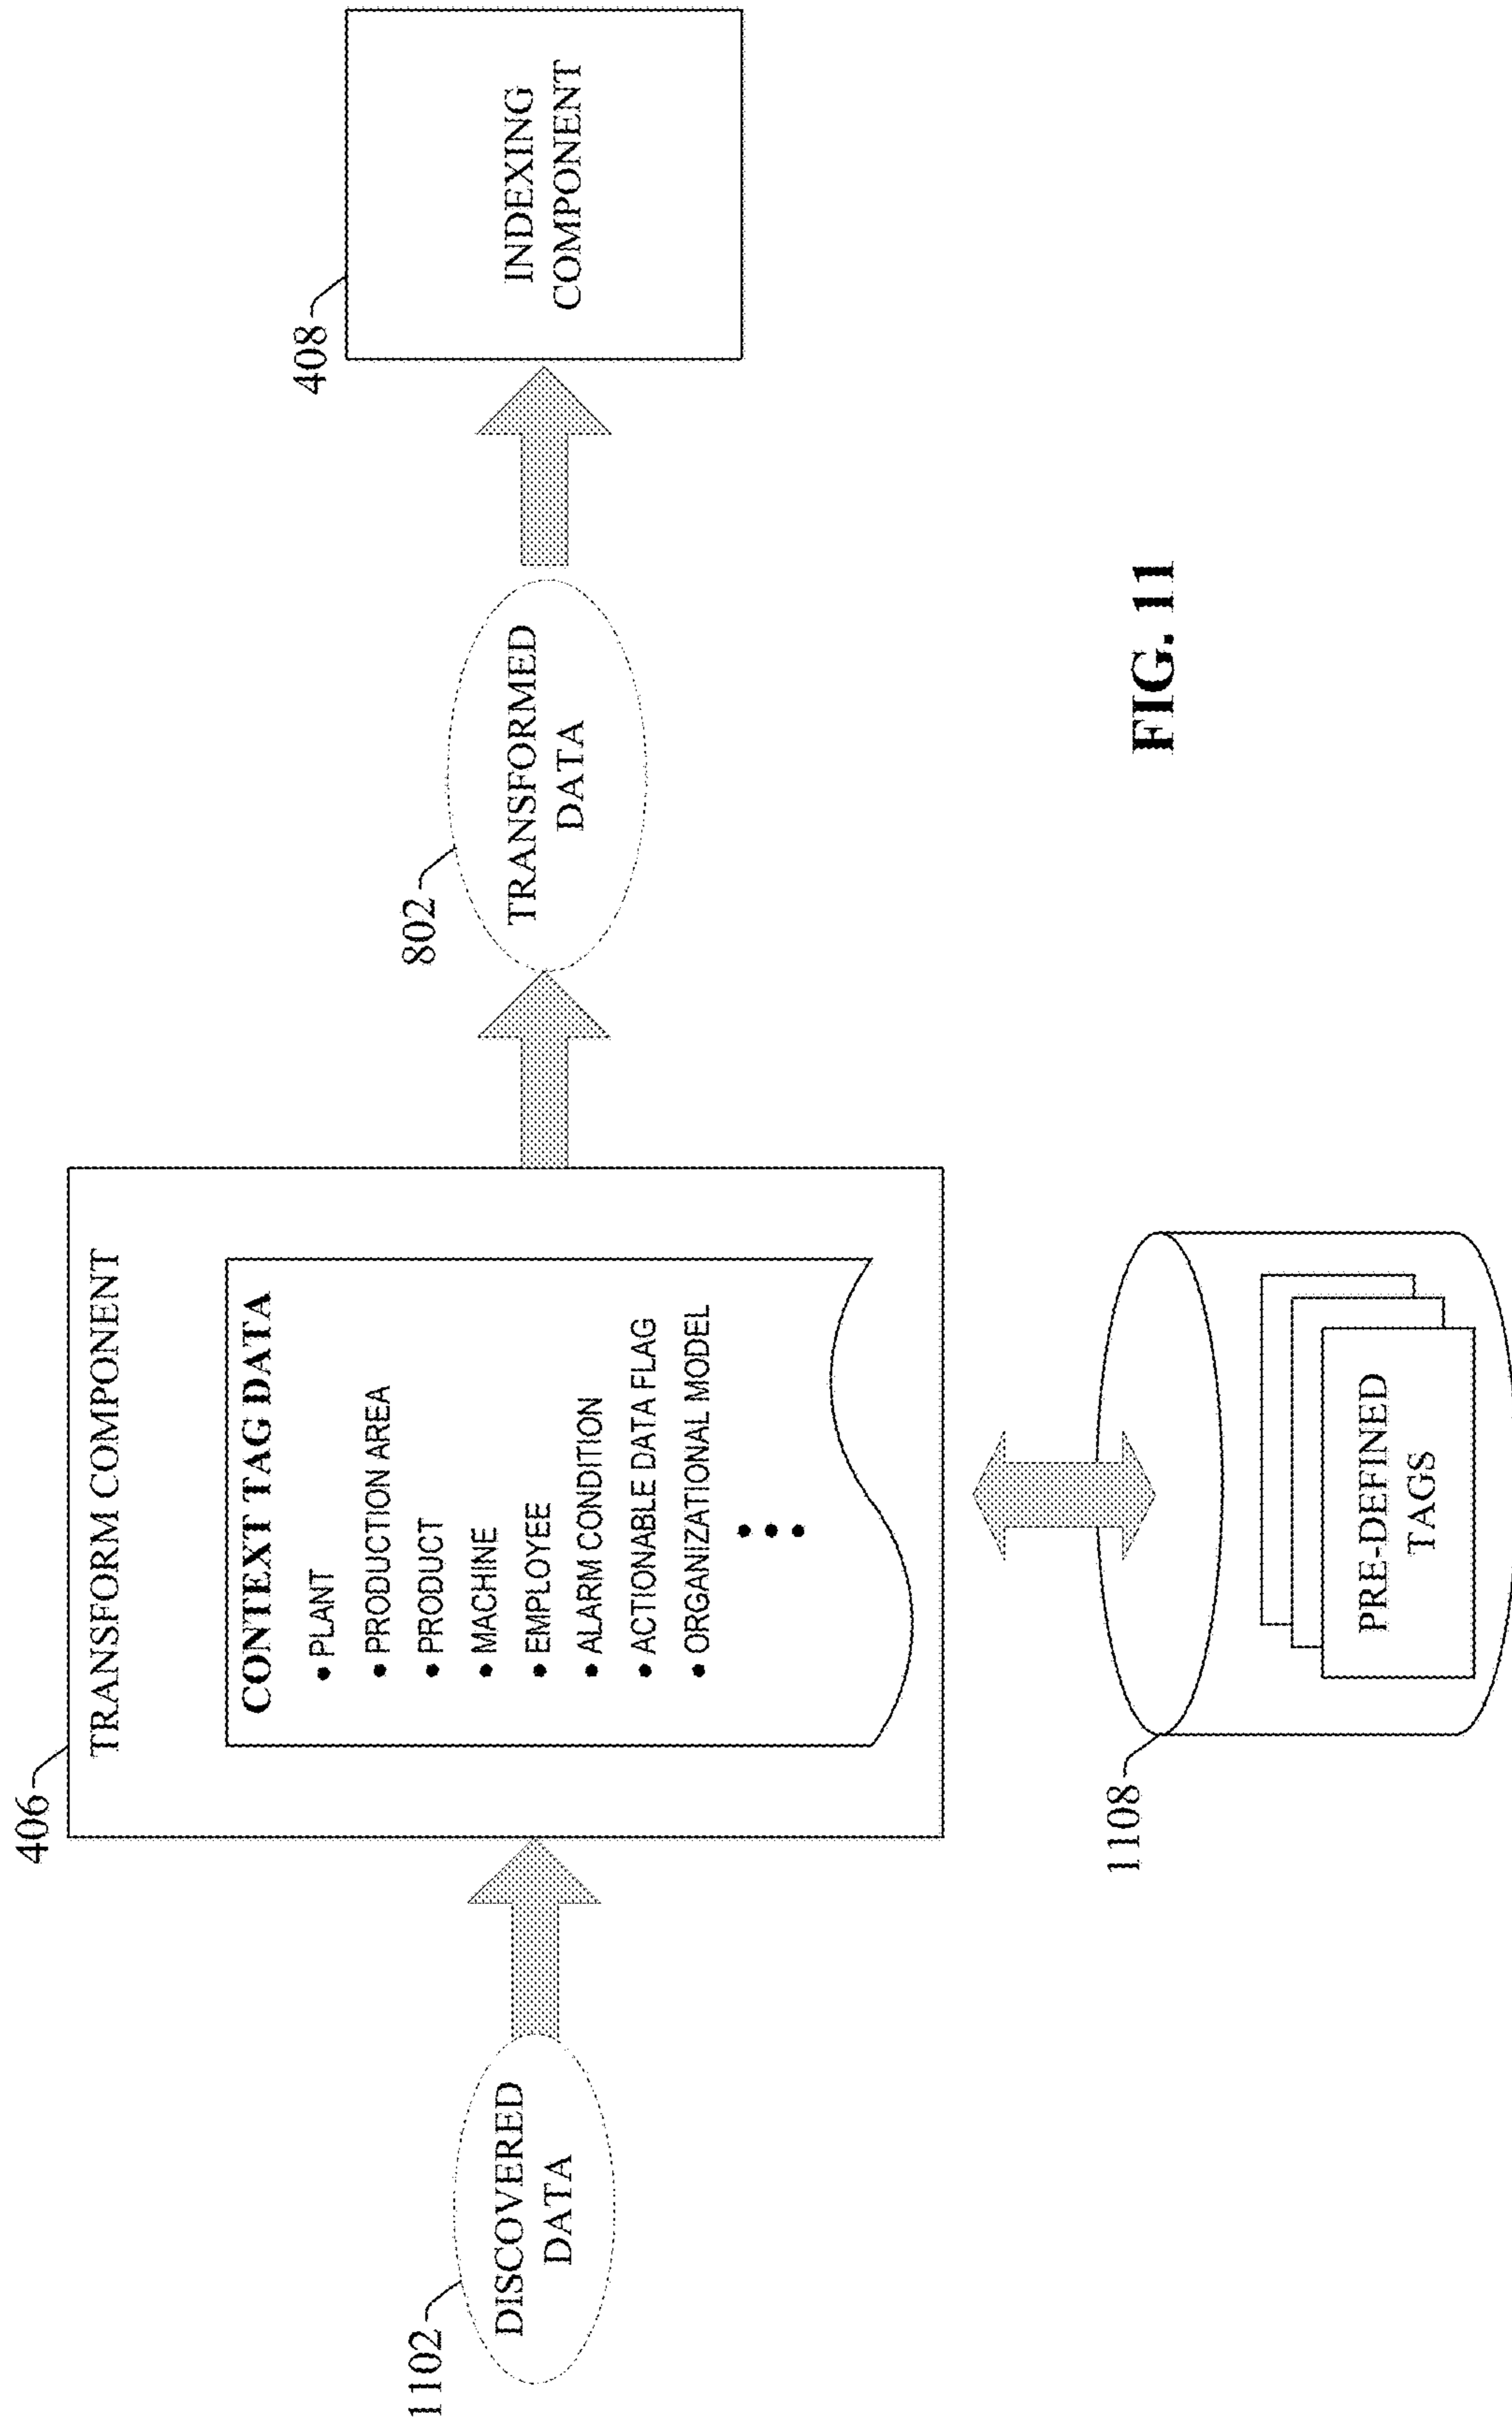 406
TRANSFORM COMPONENT
CONTEXT TAG DATA
• PLANT
• PRODUCTION AREA
• PRODUCT
• MACHINE
• EMPLOYEE
• ALARM CONDITION
• ACTIONABLE DATA FLAG
• ORGANIZATIONAL MODEL
1102
DISCOVERED
DATA
802
TRANSFORMED
DATA
408
INDEXING
COMPONENT
1108
PRE-DEFINED
TAGS
FIG. 11